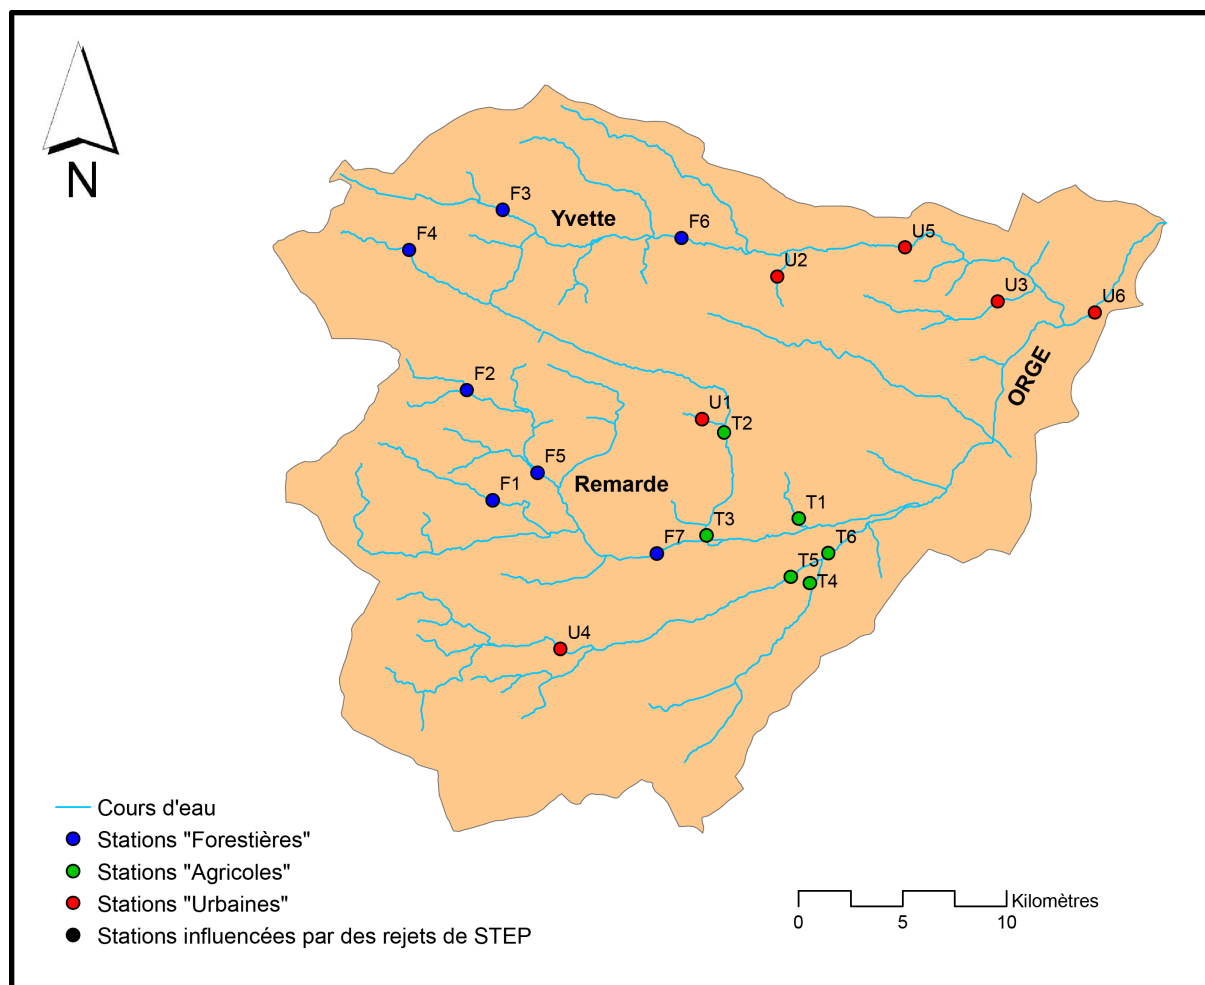 N
F3
Yvette
F4
F6
U5
U2
U3
U6
ORGE
F2
U1
T2
F5
F1
Remarde
T3
T1
F7
T6
T5
T4
U4
Cours d'eau
Stations "Forestières"
Stations "Agricoles"
Stations "Urbaines"
Stations influencées par des rejets de STEP
Kilomètres
0 5 10